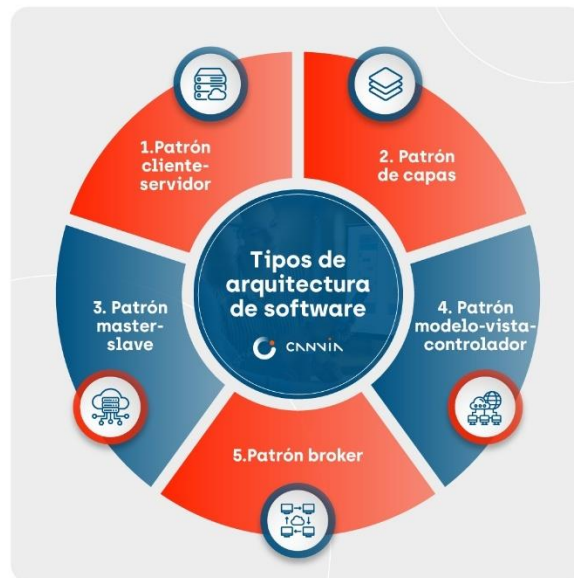 1.Patrón
cliente-
servidor
2. Patrón
de capas
Tipos de
arquitectura
de software
CANVIA
3. Patrón
master-
slave
4. Patrón
modelo-vista-
controlador
5.Patrón broker